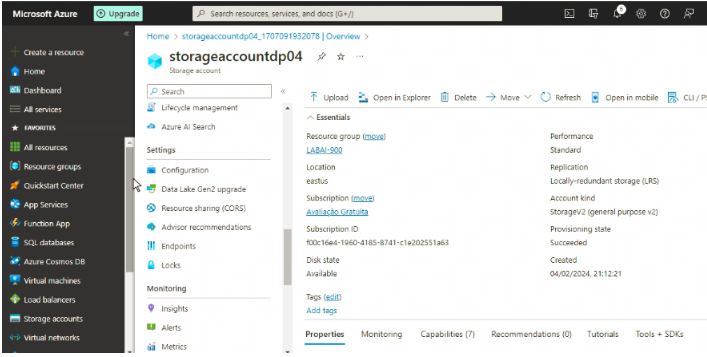 Microsoft Azure
Upgrade
Search resources, services, and docs (G+/)
«
Create a resource
Home
Dashboard
All services
FAVORITES
All resources
Resource groups
Quickstart Center
App Services
Function App
SQL databases
Azure Cosmos DB
Virtual machines
Load balancers
Storage accounts
Virtual networks
Home > storageaccountdp04_1707091932078 | Overview >
storageaccountdp04
Storage account
Search
«
Lifecycle management
Azure AI Search
Settings
Configuration
Data Lake Gen2 upgrade
Resource sharing (CORS)
Advisor recommendations
Endpoints
Locks
Monitoring
Insights
Alerts
Metrics
Upload Open in Explorer Delete Move Refresh Open in mobile CLI / PS
Essentials
Resource group (move)
LABAI-900
Location
eastus
Subscription (move)
Avaliação Gratuita
Subscription ID
f00c16e4-1960-4185-8741-c1e202551a63
Disk state
Available
Performance
Standard
Replication
Locally-redundant storage (LRS)
Account kind
StorageV2 (general purpose v2)
Provisioning state
Succeeded
Created
04/02/2024, 21:12:21
Tags (edit)
Add tags
Properties Monitoring Capabilities (7) Recommendations (0) Tutorials Tools + SDKs